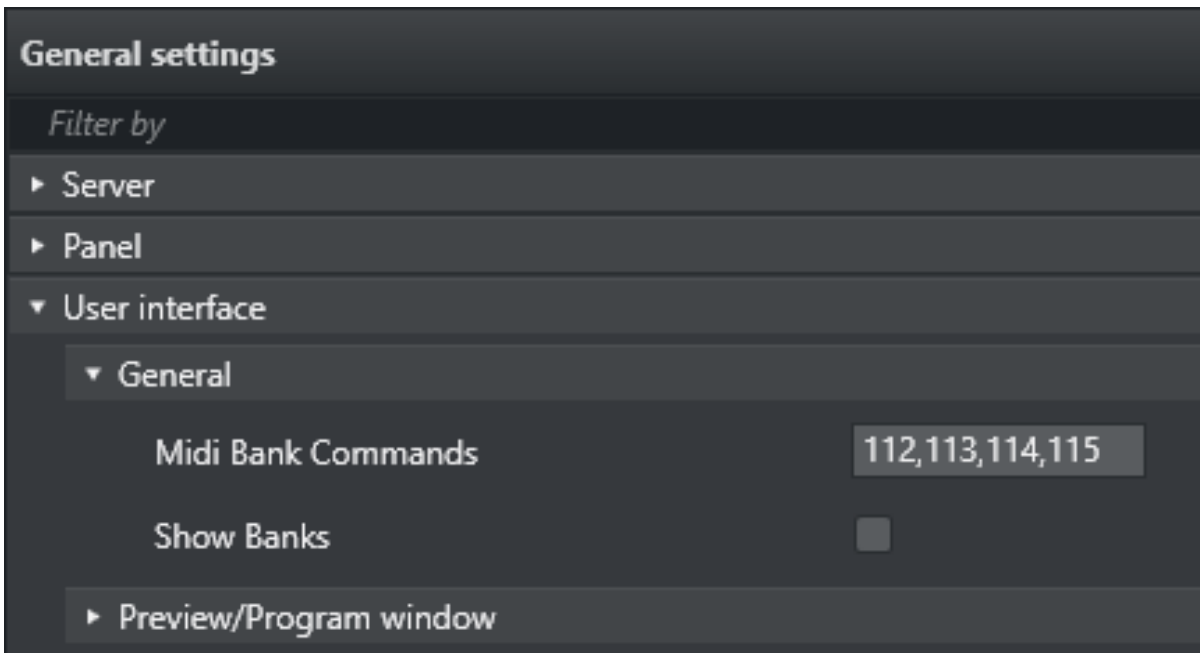 General settings
Filter by
Server
Panel
User interface
General
Midi Bank Commands 112,113,114,115
Show Banks
Preview/Program window